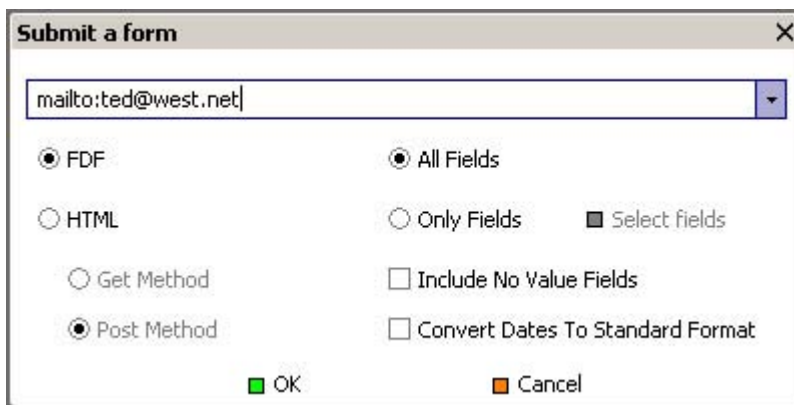 Submit a form
mailto:ted@west.net
FDF All Fields
HTML Only Fields Select fields
Get Method Include No Value Fields
Post Method Convert Dates To Standard Format
OK Cancel